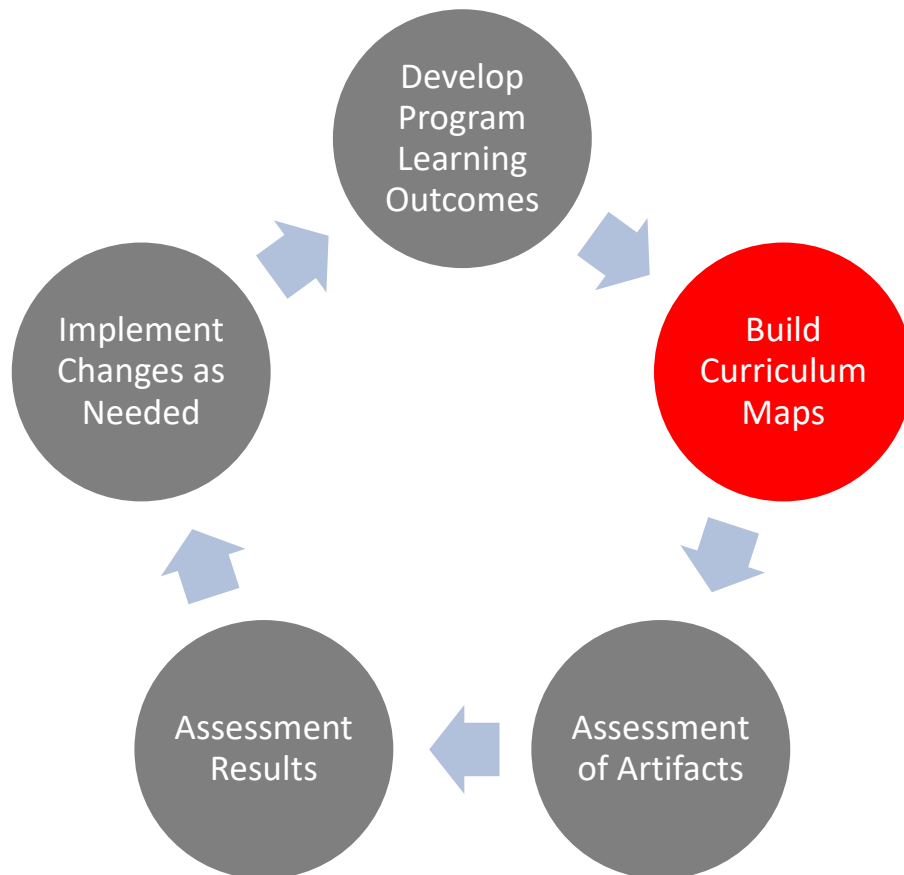 Develop
Program
Learning
Outcomes
Build
Curriculum
Maps
Assessment
of Artifacts
Assessment
Results
Implement
Changes as
Needed